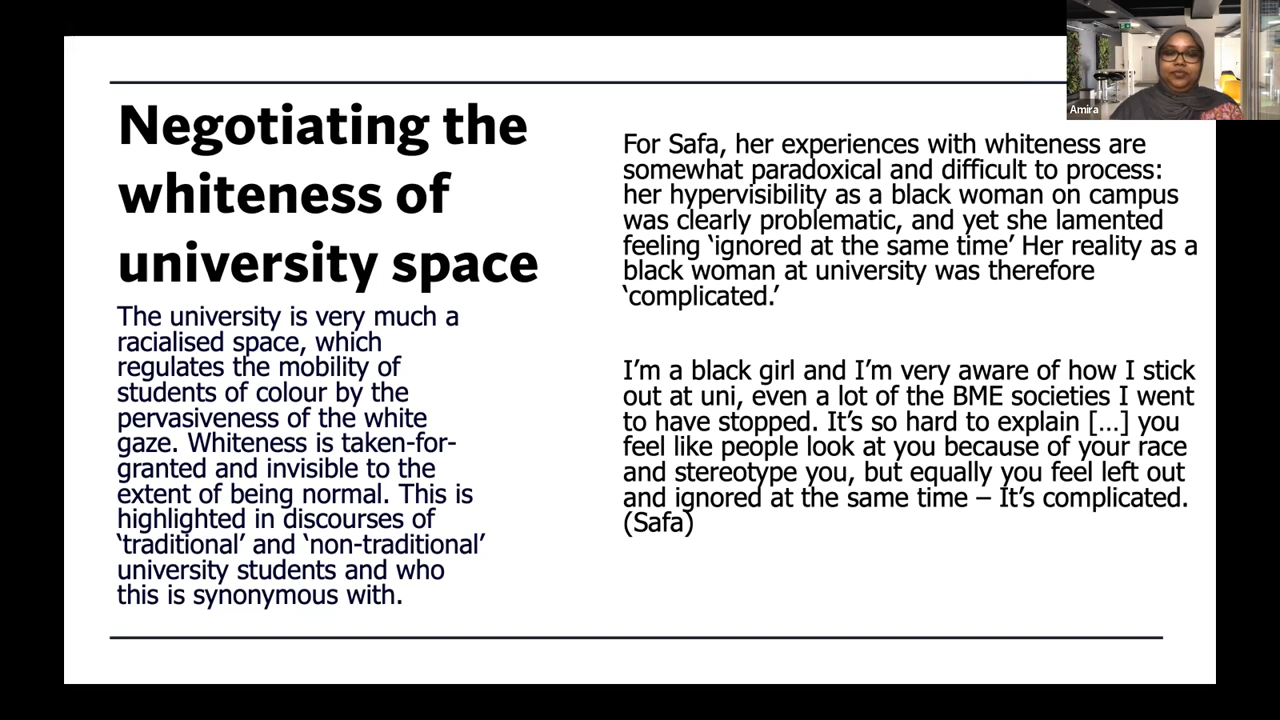 Negotiating the
whiteness of
university space
The university is very much a
racialised space, which
regulates the mobility of
students of colour by the
pervasiveness of the white
gaze. Whiteness is taken-for-
granted and invisible to the
extent of being normal. This is
highlighted in discourses of
‘traditional’ and ‘non-traditional’
university students and who
this is synonymous with.
For Safa, her experiences with whiteness are
somewhat paradoxical and difficult to process:
her hypervisibility as a black woman on campus
was clearly problematic, and yet she lamented
feeling ‘ignored at the same time’ Her reality as a
black woman at university was therefore
‘complicated.’
I’m a black girl and I’m very aware of how I stick
out at uni, even a lot of the BME societies I went
to have stopped. It’s so hard to explain […] you
feel like people look at you because of your race
and stereotype you, but equally you feel left out
and ignored at the same time – It’s complicated.
(Safa)
Amira